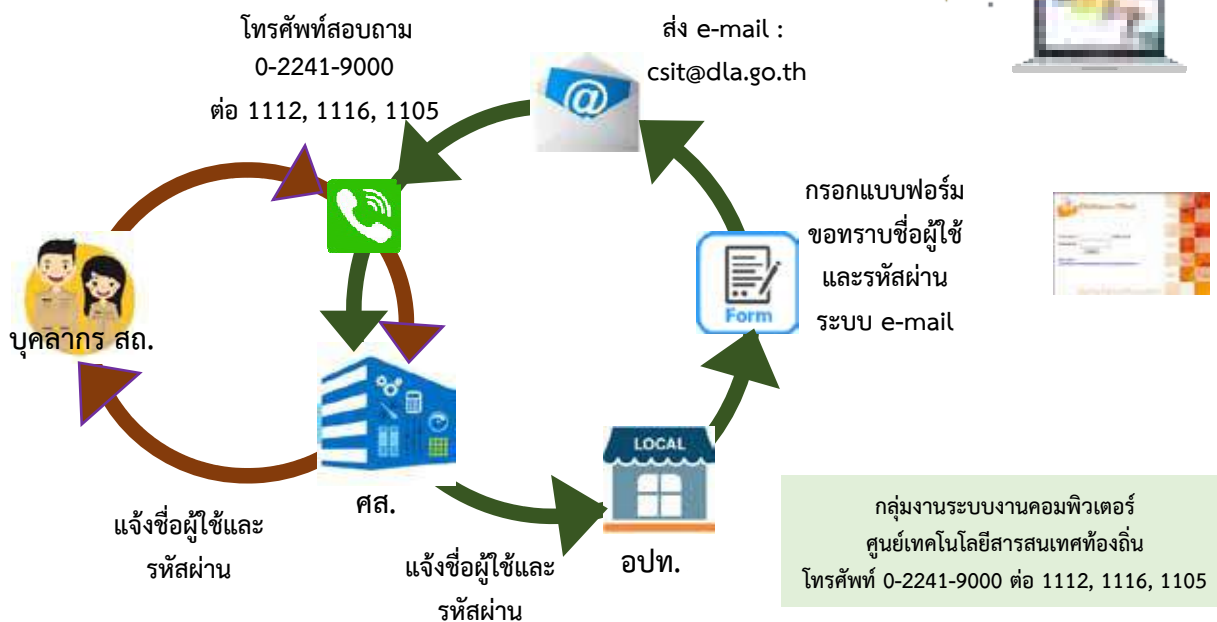 โทรศัพท์สอบถาม
0-2241-9000
ต่อ 1112, 1116, 1105
ส่ง e-mail :
csit@dla.go.th
กรอกแบบฟอร์ม
ขอทราบชื่อผู้ใช้
และรหัสผ่าน
ระบบ e-mail
Form
บุคลากร สถ.
LOCAL
ศส.
อปท.
แจ้งชื่อผู้ใช้และ
รหัสผ่าน
แจ้งชื่อผู้ใช้และ
รหัสผ่าน
กลุ่มงานระบบงานคอมพิวเตอร์
ศูนย์เทคโนโลยีสารสนเทศท้องถิ่น
โทรศัพท์ 0-2241-9000 ต่อ 1112, 1116, 1105